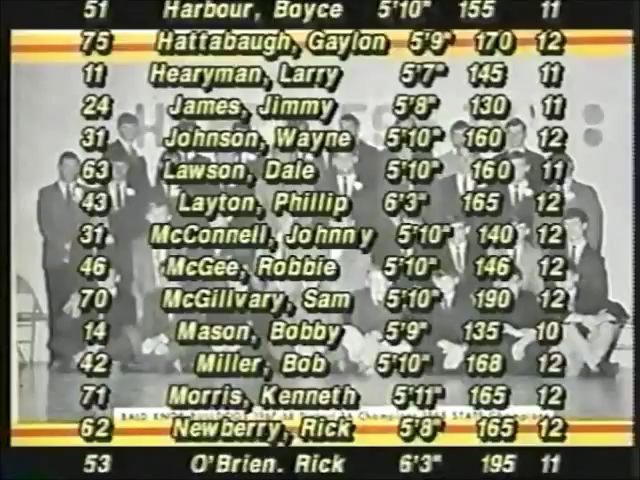 51 Harbour, Boyce 5'10" 155 11
75 Hattabaugh, Gaylon 5'9" 170 12
11 Hearyman, Larry 5'7" 145 11
24 James, Jimmy 5'8" 130 11
31 Johnson, Wayne 5'10" 160 12
63 Lawson, Dale 5'10" 160 11
43 Layton, Phillip 6'3" 165 12
31 McConnell, Johnny 5'10" 140 12
46 McGee, Robbie 5'10" 146 12
70 McGillvary, Sam 5'10" 190 12
14 Mason, Bobby 5'9" 135 10
42 Miller, Bob 5'10" 168 12
71 Morris, Kenneth 5'11" 165 12
BALD KNOB BULLDOGS STATE
62 Newberry, Rick 5'8" 165 12
53 O'Brien. Rick 6'3" 195 11